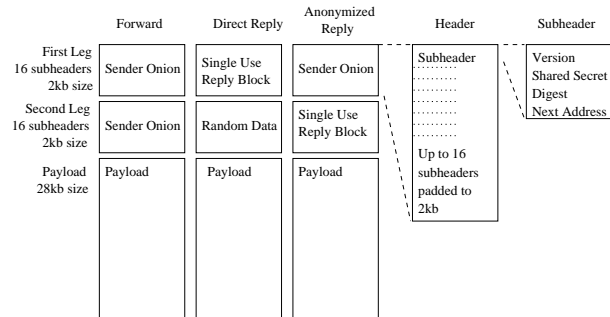 Forward
Direct Reply
Anonymized
Reply
Header
Subheader
First Leg
16 subheaders
2kb size
Sender Onion
Single Use
Reply Block
Sender Onion
Second Leg
16 subheaders
2kb size
Sender Onion
Random Data
Single Use
Reply Block
Payload
28kb size
Payload
Payload
Payload
Subheader
Up to 16
subheaders
padded to
2kb
Version
Shared Secret
Digest
Next Address